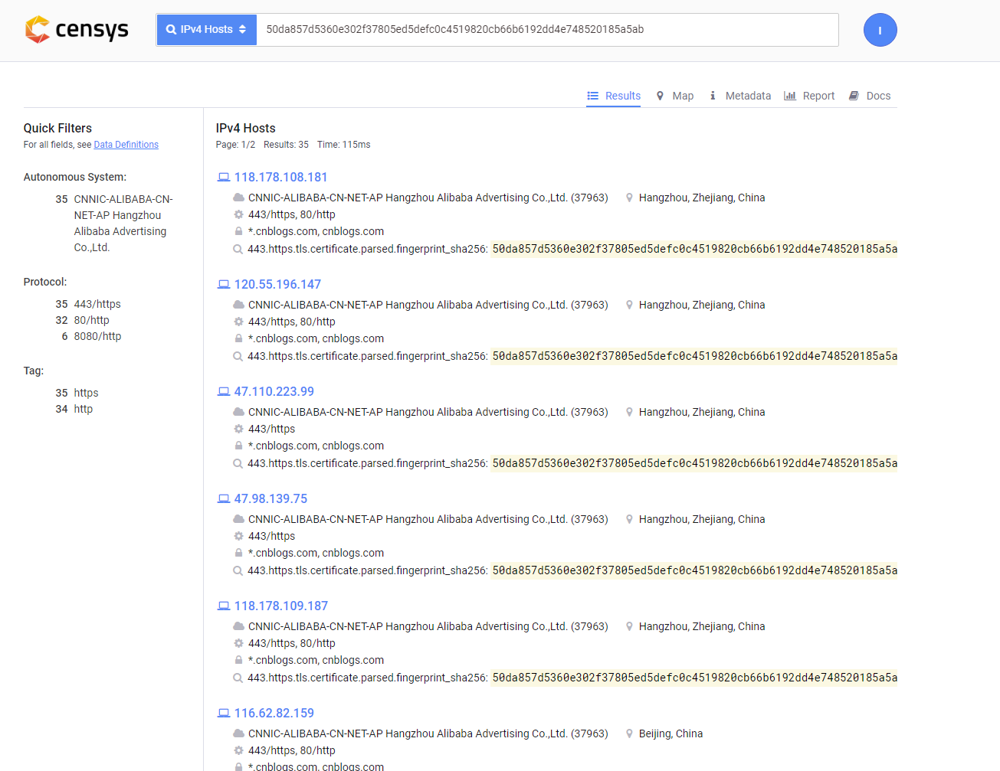 censys
IPv4 Hosts
50da857d5360e302f37805ed5defc0c4519820cb66b6192dd4e748520185a5ab
I
Results
Map
Metadata
Report
Docs
Quick Filters
For all fields, see Data Definitions
Autonomous System:
35 CNNIC-ALIBABA-CN-
NET-AP Hangzhou
Alibaba Advertising
Co.,Ltd.
Protocol:
35 443/https
32 80/http
6 8080/http
Tag:
35 https
34 http
IPv4 Hosts
Page: 1/2 Results: 35 Time: 115ms
118.178.108.181
CNNIC-ALIBABA-CN-NET-AP Hangzhou Alibaba Advertising Co.,Ltd. (37963) Hangzhou, Zhejiang, China
443/https, 80/http
*.cnblogs.com, cnblogs.com
443.https.tls.certificate.parsed.fingerprint_sha256: 50da857d5360e302f37805ed5defc0c4519820cb66b6192dd4e748520185a5a
120.55.196.147
CNNIC-ALIBABA-CN-NET-AP Hangzhou Alibaba Advertising Co.,Ltd. (37963) Hangzhou, Zhejiang, China
443/https, 80/http
*.cnblogs.com, cnblogs.com
443.https.tls.certificate.parsed.fingerprint_sha256: 50da857d5360e302f37805ed5defc0c4519820cb66b6192dd4e748520185a5a
47.110.223.99
CNNIC-ALIBABA-CN-NET-AP Hangzhou Alibaba Advertising Co.,Ltd. (37963) Hangzhou, Zhejiang, China
443/https
*.cnblogs.com, cnblogs.com
443.https.tls.certificate.parsed.fingerprint_sha256: 50da857d5360e302f37805ed5defc0c4519820cb66b6192dd4e748520185a5a
47.98.139.75
CNNIC-ALIBABA-CN-NET-AP Hangzhou Alibaba Advertising Co.,Ltd. (37963) Hangzhou, Zhejiang, China
443/https
*.cnblogs.com, cnblogs.com
443.https.tls.certificate.parsed.fingerprint_sha256: 50da857d5360e302f37805ed5defc0c4519820cb66b6192dd4e748520185a5a
118.178.109.187
CNNIC-ALIBABA-CN-NET-AP Hangzhou Alibaba Advertising Co.,Ltd. (37963) Hangzhou, Zhejiang, China
443/https, 80/http
*.cnblogs.com, cnblogs.com
443.https.tls.certificate.parsed.fingerprint_sha256: 50da857d5360e302f37805ed5defc0c4519820cb66b6192dd4e748520185a5a
116.62.82.159
CNNIC-ALIBABA-CN-NET-AP Hangzhou Alibaba Advertising Co.,Ltd. (37963) Beijing, China
443/https, 80/http
*.cnblogs.com, cnblogs.com